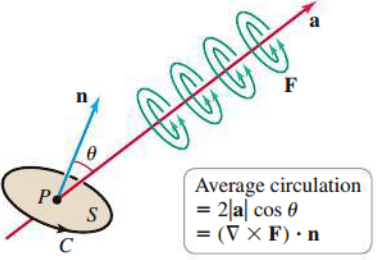 a
F
n
θ
P
S
C
Average circulation
= 2|a| cos θ
= (∇ × F) · n